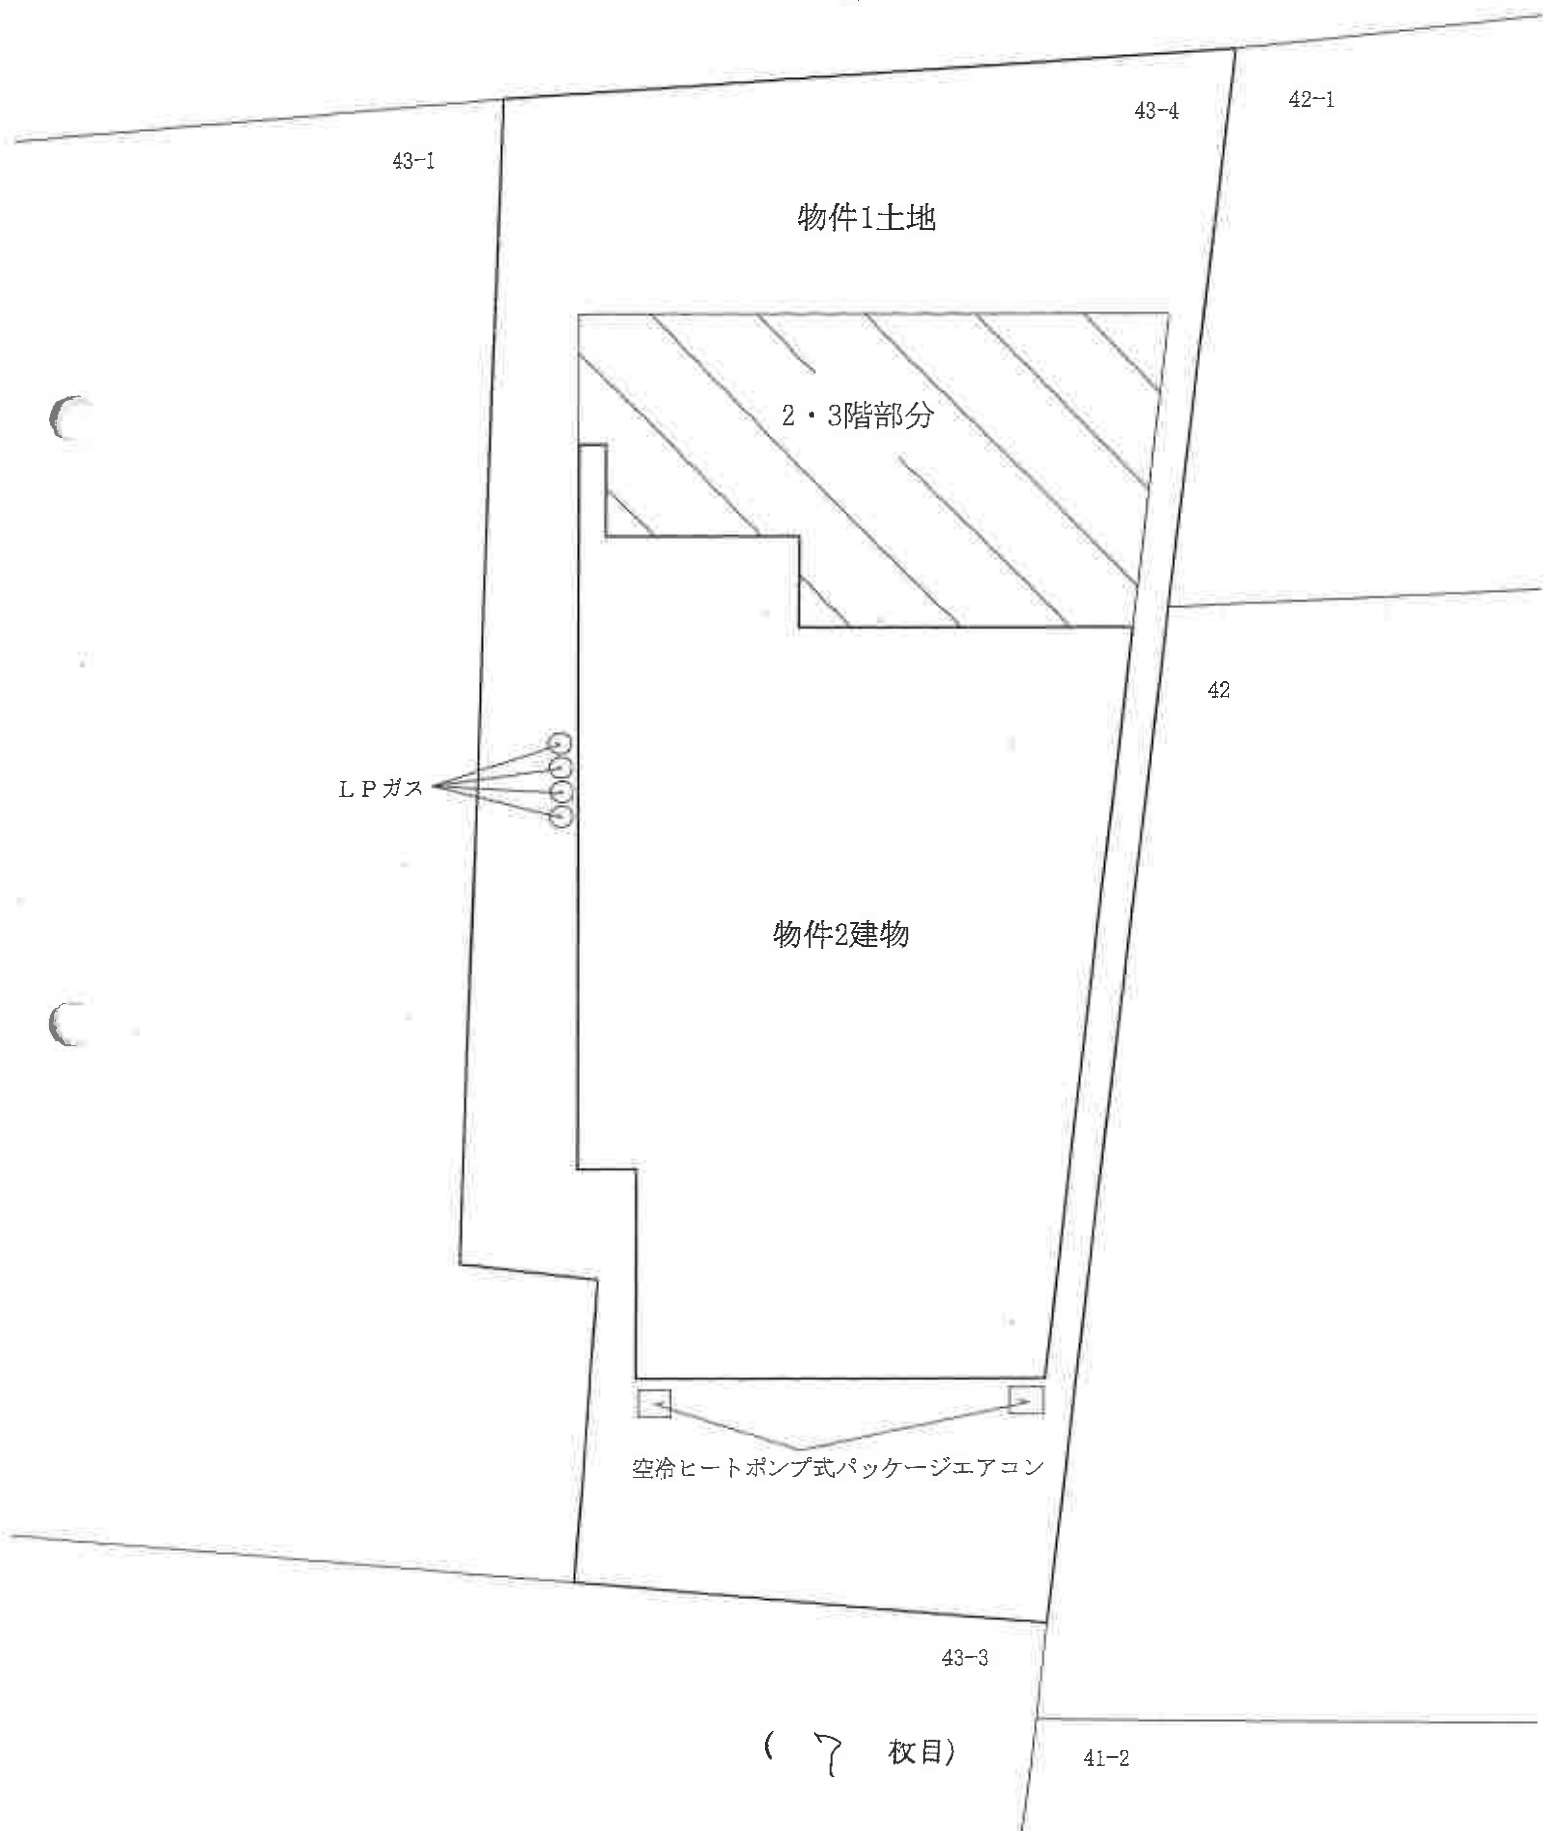 43-4
42-1
43-1
物件1土地
2・3階部分
42
LPガス
物件2建物
空冷ヒートポンプ式パッケージエアコン
43-3
( 7 枚目)
41-2